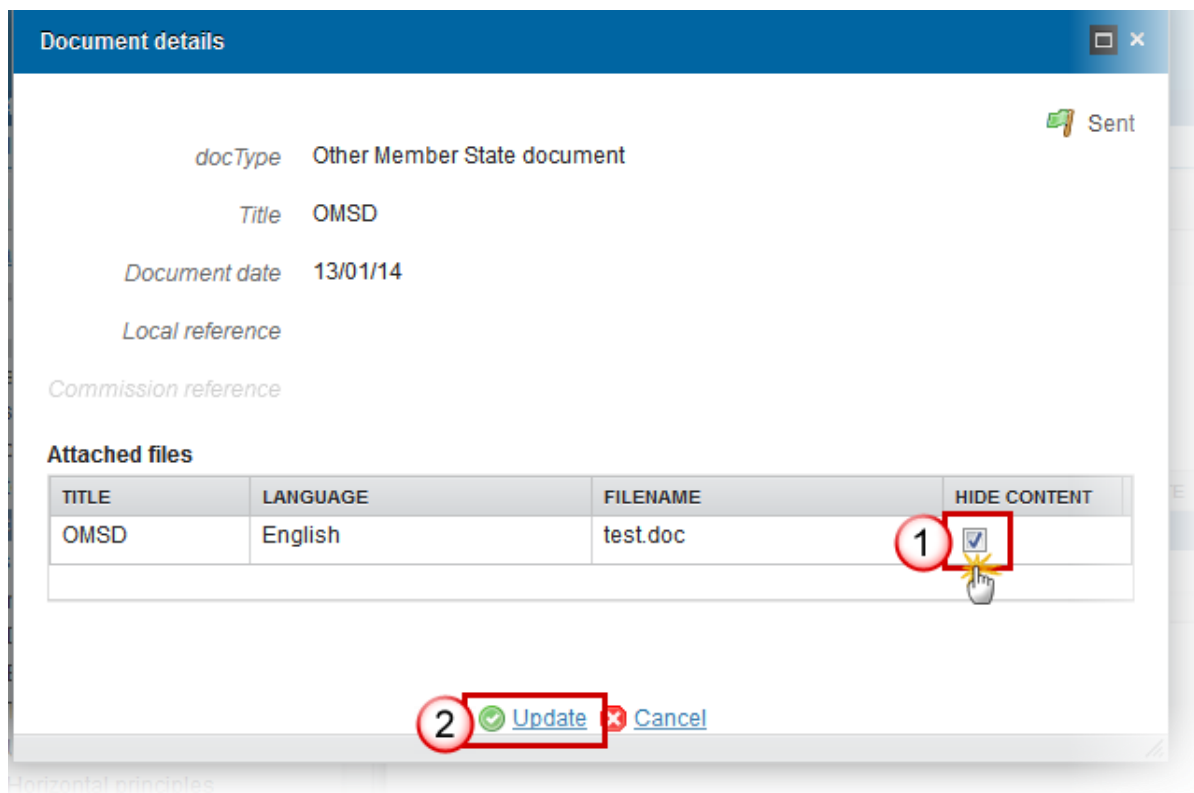 Document details
Sent
docType Other Member State document
Title OMSD
Document date 13/01/14
Local reference
Commission reference
Attached files
TITLE LANGUAGE FILENAME HIDE CONTENT
OMSD English test.doc
1
2 Update Cancel
Horizontal principles